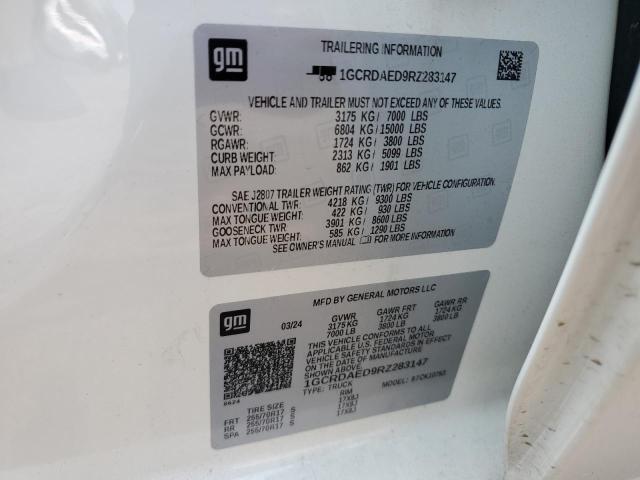 gm
TRAILERING INFORMATION
1GCRDAED9RZ283147
VEHICLE AND TRAILER MUST NOT EXCEED ANY OF THESE VALUES.
GVWR: 3175 KG / 7000 LBS
GCWR: 6804 KG / 15000 LBS
RGAWR: 1724 KG / 3800 LBS
CURB WEIGHT: 2313 KG / 5099 LBS
MAX PAYLOAD: 862 KG / 1901 LBS
SAE J2807 TRAILER WEIGHT RATING (TWR) FOR VEHICLE CONFIGURATION.
CONVENTIONAL TWR: 4218 KG / 9300 LBS
MAX TONGUE WEIGHT: 422 KG / 930 LBS
GOOSENECK TWR: 3901 KG / 8600 LBS
MAX TONGUE WEIGHT: 585 KG / 1290 LBS
SEE OWNER'S MANUAL FOR MORE INFORMATION.
gm
MFD BY GENERAL MOTORS LLC
03/24 GVWR GAWR FRT GAWR RR
3175 KG 1724 KG 1724 KG
7000 LB 3800 LB 3800 LB
THIS VEHICLE CONFORMS TO ALL
APPLICABLE U.S. FEDERAL MOTOR
VEHICLE SAFETY STANDARDS IN
EFFECT ON THE DATE OF
MANUFACTURE SHOWN ABOVE.
1GCRDAED9RZ283147
TYPE: TRUCK MODEL:
TIRE SIZE RIM
FRT 255/70R17 S 17X8J
RR 255/70R17 S 17X8J
SPA 255/70R17 S 17X8J